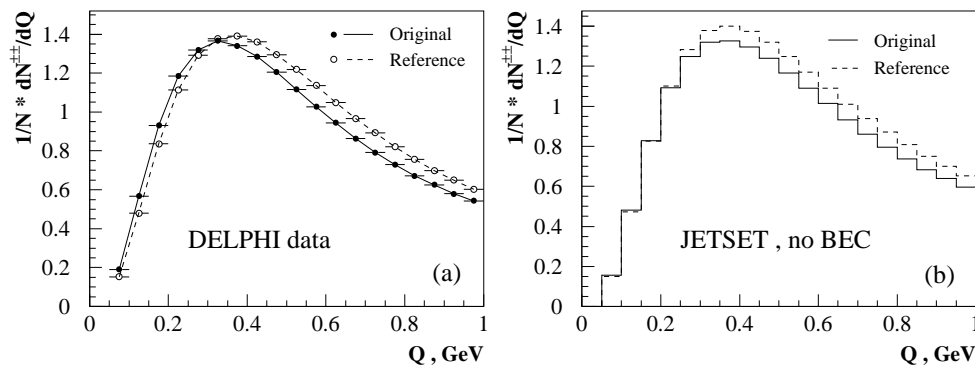 1/N * dN±±/dQ
1.4
1.2
1
0.8
0.6
0.4
0.2
0
0
0.2
0.4
0.6
0.8
1
Q , GeV
Original
Reference
DELPHI data
(a)
1/N * dN±±/dQ
1.4
1.2
1
0.8
0.6
0.4
0.2
0
0
0.2
0.4
0.6
0.8
1
Q , GeV
Original
Reference
JETSET , no BEC
(b)